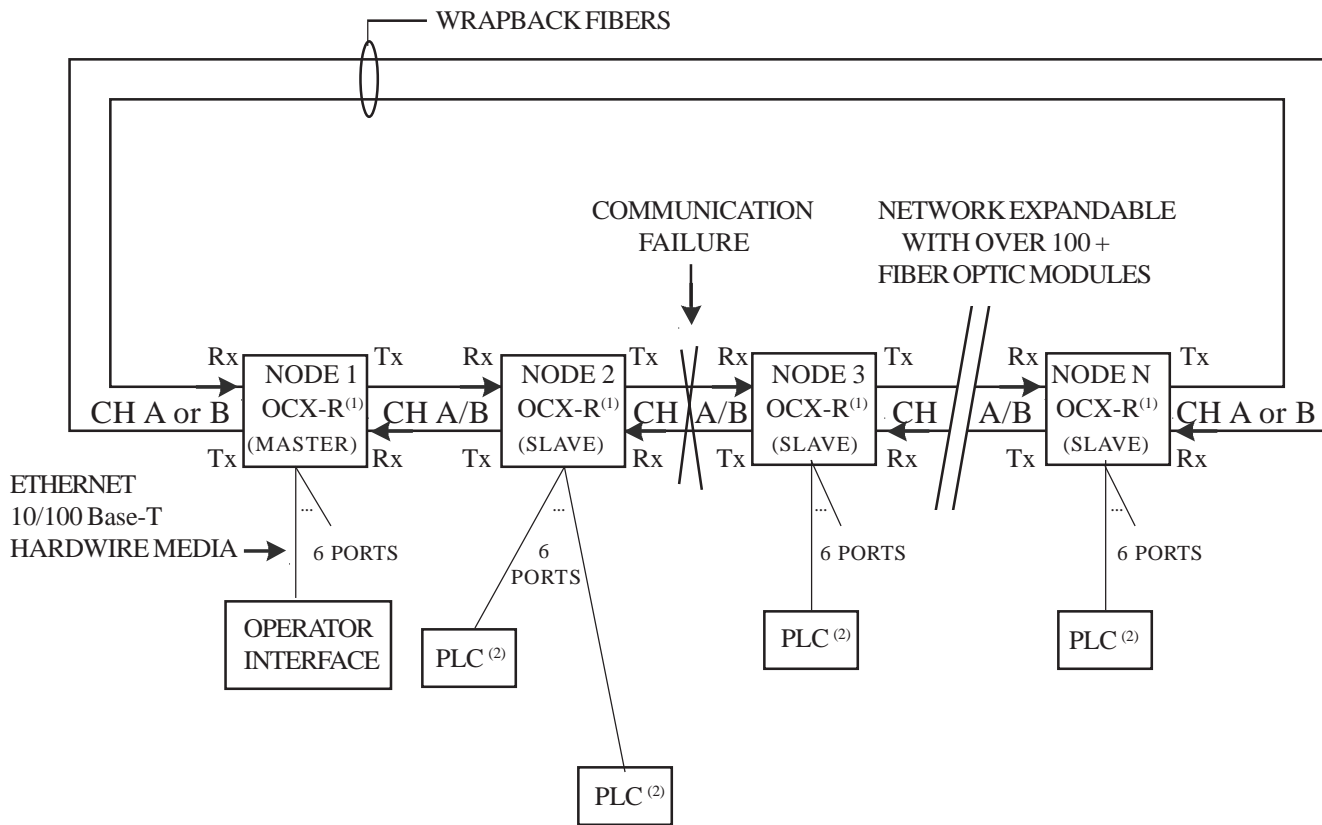 WRAPBACK FIBERS
COMMUNICATION
FAILURE
NETWORK EXPANDABLE
WITH OVER 100 +
FIBER OPTIC MODULES
Rx
Tx
Rx
Tx
Rx
Tx
Rx
Tx
NODE 1
OCX-R(1)
(MASTER)
NODE 2
OCX-R(1)
(SLAVE)
NODE 3
OCX-R(1)
(SLAVE)
NODE N
OCX-R(1)
(SLAVE)
CH A or B
CH A/B
CH A/B
CH A/B
CH A or B
Tx
Rx
Tx
Rx
Tx
Rx
Tx
Rx
ETHERNET
10/100 Base-T
HARDWIRE MEDIA
...
6 PORTS
...
6
PORTS
...
6 PORTS
...
6 PORTS
OPERATOR
INTERFACE
PLC (2)
PLC (2)
PLC (2)
PLC (2)